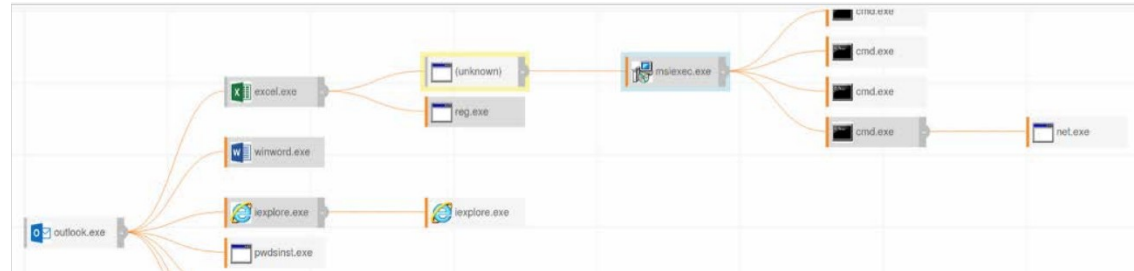 cmd.exe
cmd.exe
(unknown)
msiexec.exe
excel.exe
cmd.exe
reg.exe
cmd.exe
net.exe
winword.exe
iexplore.exe
iexplore.exe
outlook.exe
pwdsinst.exe